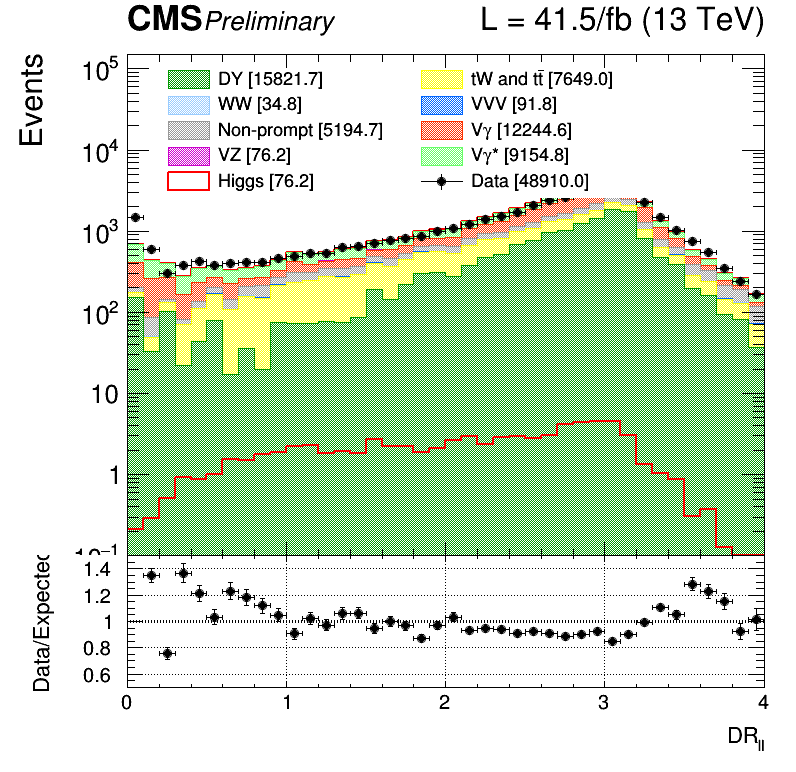 CMS Preliminary L = 41.5/fb (13 TeV)
Events
10⁵
10⁴
10³
10²
10
1
DY [15821.7]
WW [34.8]
Non-prompt [5194.7]
VZ [76.2]
Higgs [76.2]
tW and tt̄ [7649.0]
VVV [91.8]
Vγ [12244.6]
Vγ* [9154.8]
Data [48910.0]
Data/Expected
1.4
1.2
1
0.8
0.6
0 1 2 3 4
DR_ll